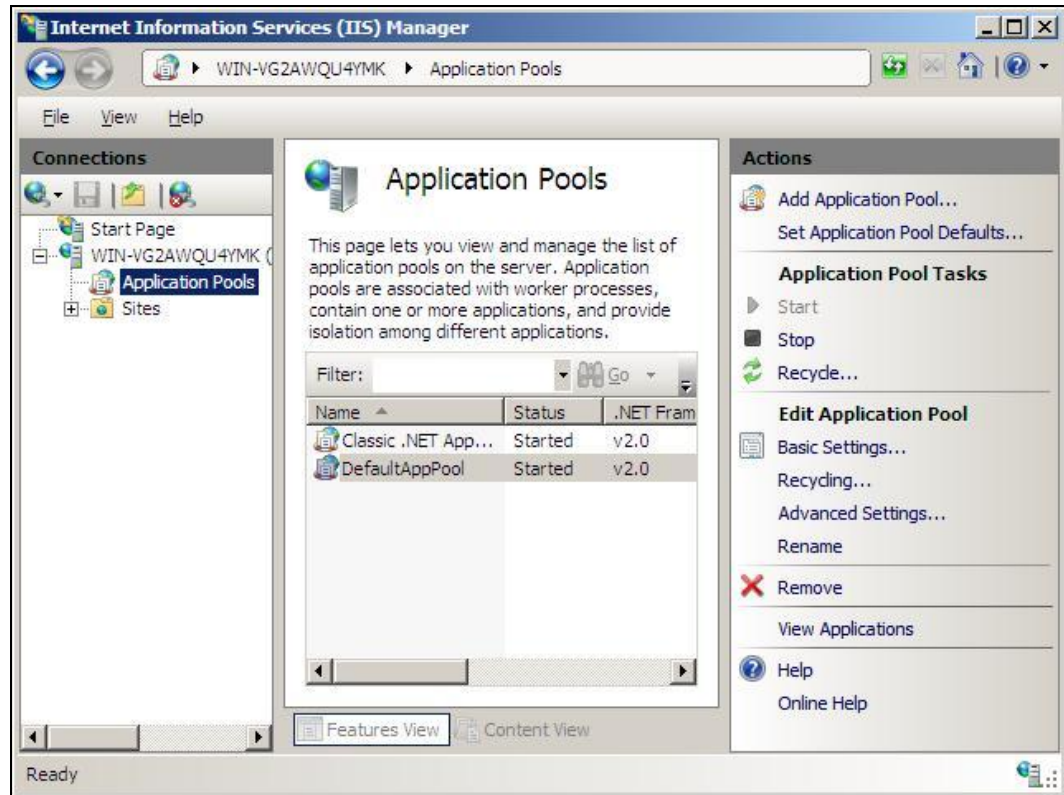 Internet Information Services (IIS) Manager
WIN-VG2AWQU4YMK Application Pools
File View Help
Connections
Start Page
WIN-VG2AWQU4YMK (
Application Pools
Sites
Application Pools
This page lets you view and manage the list of
application pools on the server. Application
pools are associated with worker processes,
contain one or more applications, and provide
isolation among different applications.
Filter: Go
Name Status .NET Fram
Classic .NET App... Started v2.0
DefaultAppPool Started v2.0
Features View Content View
Actions
Add Application Pool...
Set Application Pool Defaults...
Application Pool Tasks
Start
Stop
Recycle...
Edit Application Pool
Basic Settings...
Recycling...
Advanced Settings...
Rename
Remove
View Applications
Help
Online Help
Ready